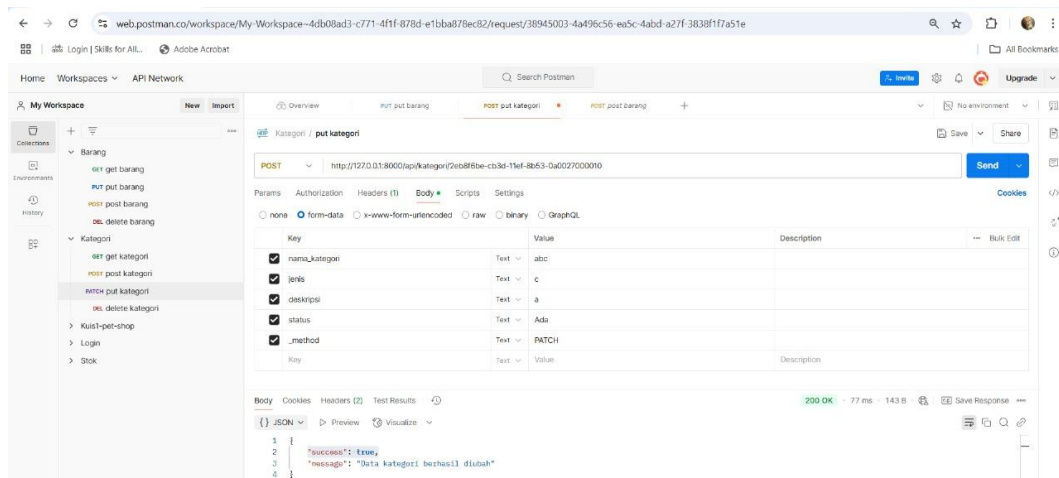 web.postman.co/workspace/My-Workspace~4db08ad3-c771-4f1f-878d-e1bba878ec82/request/38945003-4a496c56-ea5c-4abd-a27f-3838f1f7a51e
Login | Skills for All... Adobe Acrobat All Bookmarks
Home Workspaces API Network Search Postman Invite Upgrade
My Workspace New Import Overview PUT put barang POST put kategori POST post barang No environment
Collections
Environments
History
Barang
GET get barang
PUT put barang
POST post barang
DEL delete barang
Kategori
GET get kategori
POST post kategori
PATCH put kategori
DEL delete kategori
Kuis1-pet-shop
Login
Stok
Kategori / put kategori Save Share
POST http://127.0.0.1:8000/api/kategori/2eb8f6be-cb3d-11ef-8b53-0a0027000010 Send
Params Authorization Headers (1) Body Scripts Settings Cookies
none form-data x-www-form-urlencoded raw binary GraphQL
Key Value Description Bulk Edit
nama_kategori Text abc
jenis Text c
deskripsi Text a
status Text Ada
_method Text PATCH
Key Text Value Description
Body Cookies Headers (2) Test Results 200 OK 77 ms 143 B Save Response
{} JSON Preview Visualize
1 {
2 "success": true,
3 "message": "Data kategori berhasil diubah"
4 }